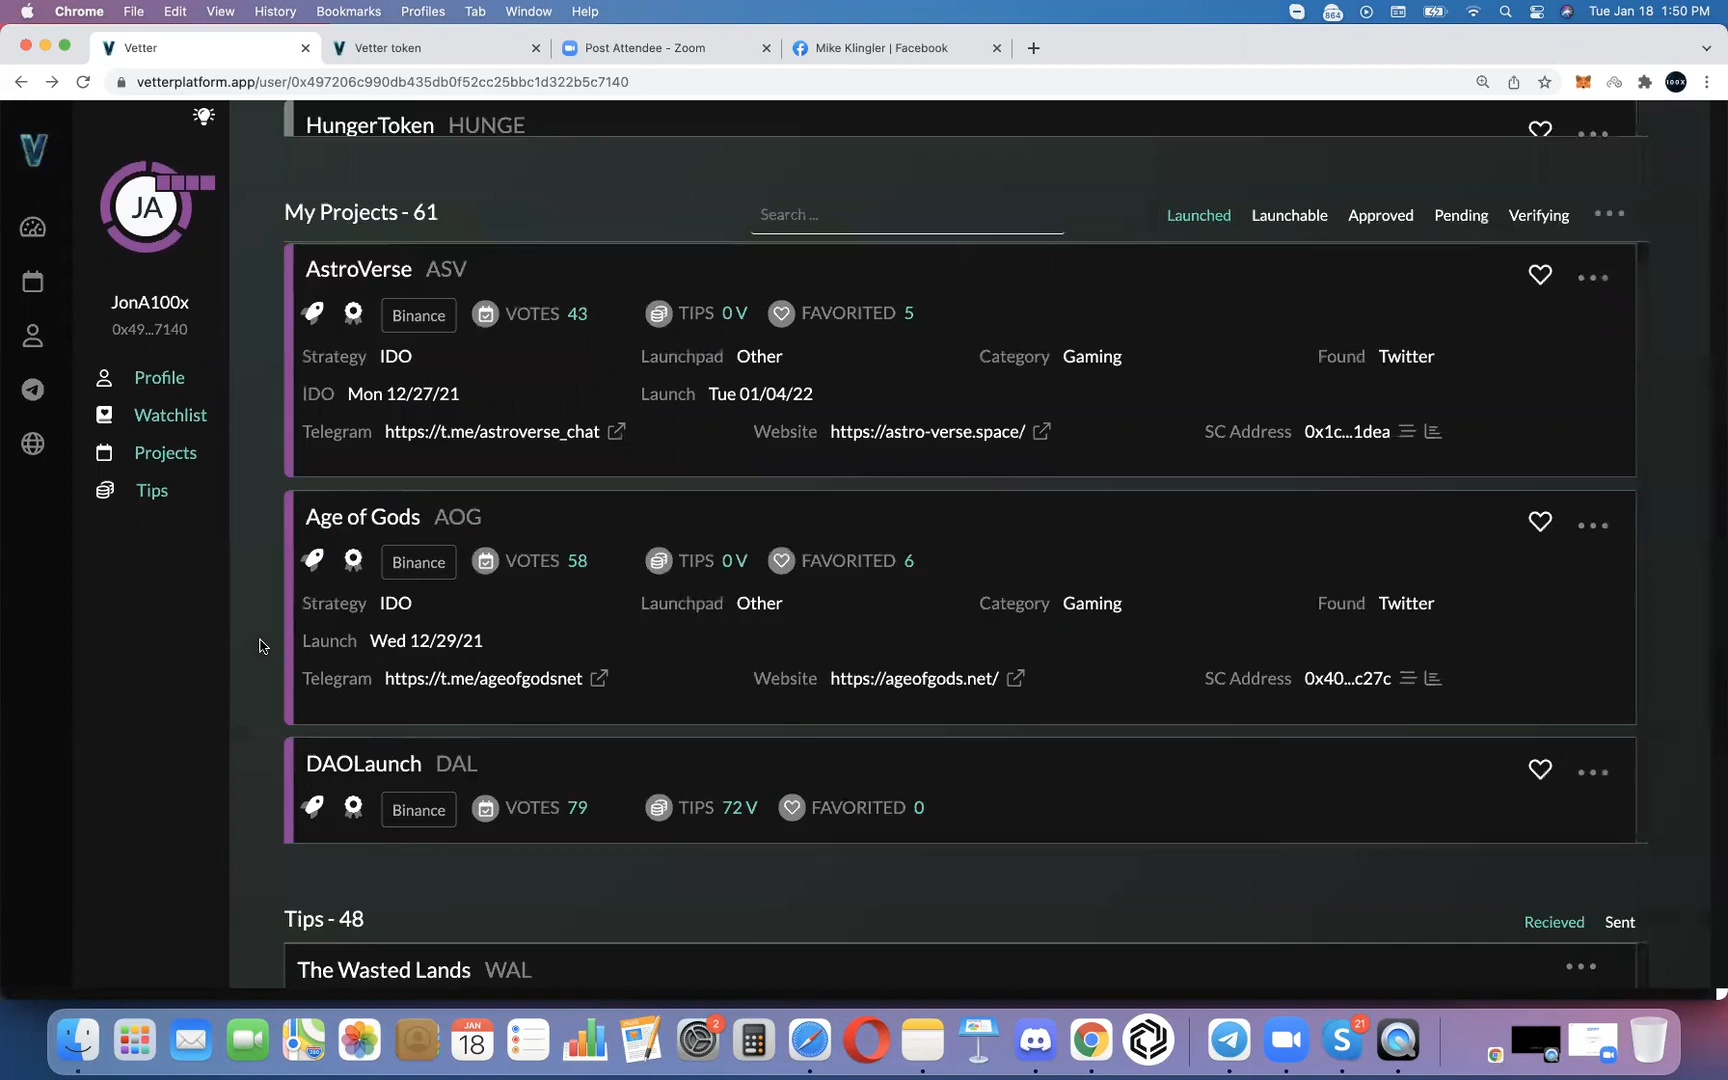 Chrome File Edit View History Bookmarks Profiles Tab Window Help 864 Tue Jan 18 1:50 PM
Vetter Vetter token Post Attendee - Zoom Mike Klingler | Facebook
vetterplatform.app/user/0x497206c990db435db0f52cc25bbc1d322b5c7140 100X
HungerToken HUNGE
My Projects - 61 Search ... Launched Launchable Approved Pending Verifying
JA
JonA100x
0x49...7140
Profile
Watchlist
Projects
Tips
AstroVerse ASV
Binance VOTES 43 TIPS 0 V FAVORITED 5
Strategy IDO Launchpad Other Category Gaming Found Twitter
IDO Mon 12/27/21 Launch Tue 01/04/22
Telegram https://t.me/astroverse_chat Website https://astro-verse.space/ SC Address 0x1c...1dea
Age of Gods AOG
Binance VOTES 58 TIPS 0 V FAVORITED 6
Strategy IDO Launchpad Other Category Gaming Found Twitter
Launch Wed 12/29/21
Telegram https://t.me/ageofgodsnet Website https://ageofgods.net/ SC Address 0x40...c27c
DAOLaunch DAL
Binance VOTES 79 TIPS 72 V FAVORITED 0
Tips - 48 Recieved Sent
The Wasted Lands WAL
JAN
18
2
21